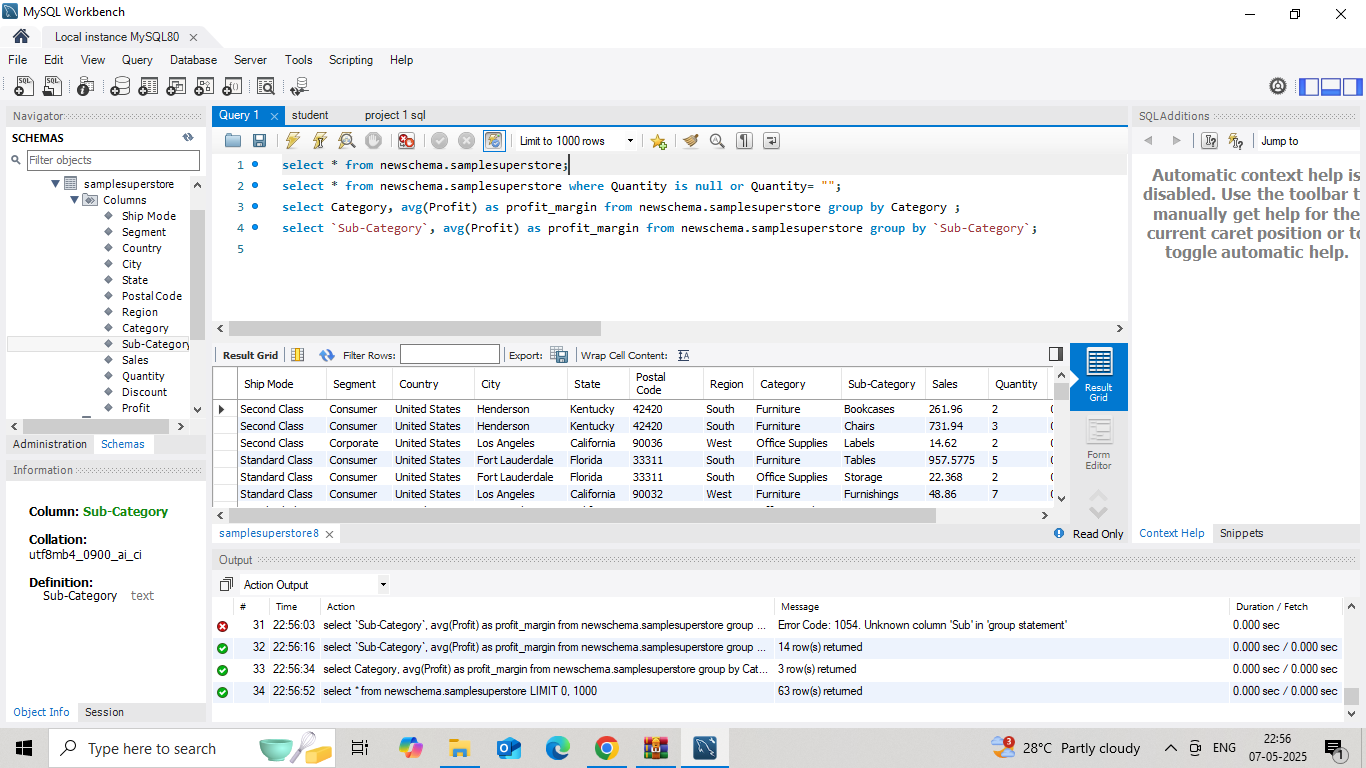 MySQL Workbench
Local instance MySQL80
File Edit View Query Database Server Tools Scripting Help
Navigator
SCHEMAS
Filter objects
samplesuperstore
Columns
Ship Mode
Segment
Country
City
State
Postal Code
Region
Category
Sub-Category
Sales
Quantity
Discount
Profit
Administration Schemas
Information
Column: Sub-Category
Collation:
utf8mb4_0900_ai_ci
Definition:
Sub-Category text
Object Info Session
Query 1 student project 1 sql
Limit to 1000 rows
1 select * from newschema.samplesuperstore;
2 select * from newschema.samplesuperstore where Quantity is null or Quantity= "";
3 select Category, avg(Profit) as profit_margin from newschema.samplesuperstore group by Category ;
4 select `Sub-Category`, avg(Profit) as profit_margin from newschema.samplesuperstore group by `Sub-Category`;
5
Result Grid Filter Rows: Export: Wrap Cell Content:
Ship Mode Segment Country City State Postal Code Region Category Sub-Category Sales Quantity
Second Class Consumer United States Henderson Kentucky 42420 South Furniture Bookcases 261.96 2
Second Class Consumer United States Henderson Kentucky 42420 South Furniture Chairs 731.94 3
Second Class Corporate United States Los Angeles California 90036 West Office Supplies Labels 14.62 2
Standard Class Consumer United States Fort Lauderdale Florida 33311 South Furniture Tables 957.5775 5
Standard Class Consumer United States Fort Lauderdale Florida 33311 South Office Supplies Storage 22.368 2
Standard Class Consumer United States Los Angeles California 90032 West Furniture Furnishings 48.86 7
Result
Grid
Form
Editor
samplesuperstore8
Read Only
SQLAdditions
Jump to
Automatic context help is
disabled. Use the toolbar t
manually get help for the
current caret position or to
toggle automatic help.
Context Help Snippets
Output
Action Output
# Time Action Message Duration / Fetch
31 22:56:03 select `Sub-Category`, avg(Profit) as profit_margin from newschema.samplesuperstore group ... Error Code: 1054. Unknown column 'Sub' in 'group statement' 0.000 sec
32 22:56:16 select `Sub-Category`, avg(Profit) as profit_margin from newschema.samplesuperstore group ... 14 row(s) returned 0.000 sec / 0.000 sec
33 22:56:34 select Category, avg(Profit) as profit_margin from newschema.samplesuperstore group by Cat... 3 row(s) returned 0.000 sec / 0.000 sec
34 22:56:52 select * from newschema.samplesuperstore LIMIT 0, 1000 63 row(s) returned 0.000 sec / 0.000 sec
Type here to search
3
28°C Partly cloudy
ENG
22:56
07-05-2025
1